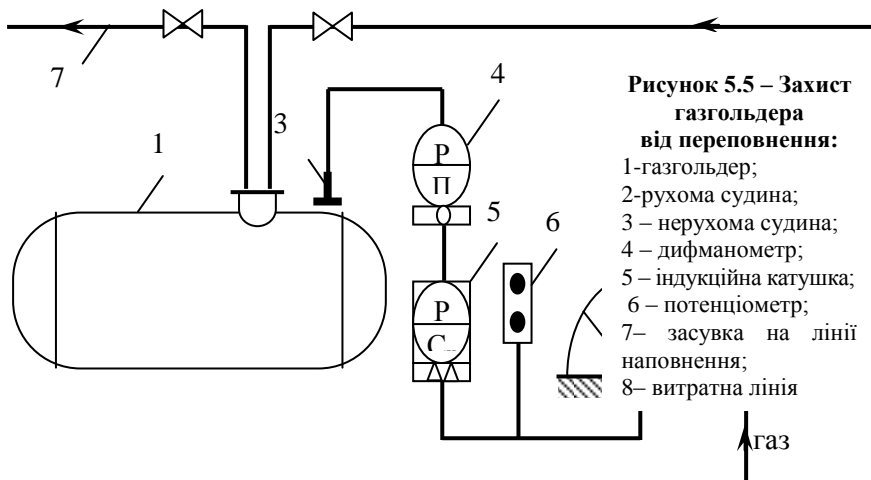 7
4
3
1
5
6
Р
П
Р
С
Рисунок 5.5 – Захист
газгольдера
від переповнення:
1-газгольдер;
2-рухома судина;
3 – нерухома судина;
4 – дифманометр;
5 – індукційна катушка;
6 – потенціометр;
7– засувка на лінії
наповнення;
8– витратна лінія
газ